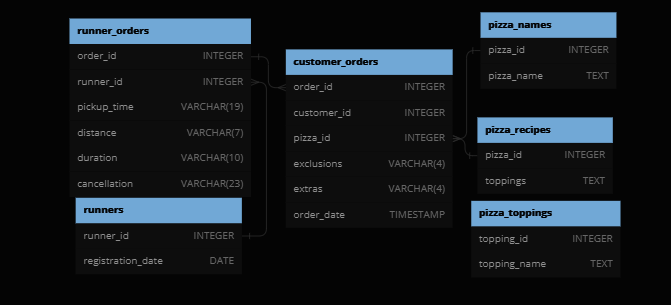 runner_orders
order_id INTEGER
runner_id INTEGER
pickup_time VARCHAR(19)
distance VARCHAR(7)
duration VARCHAR(10)
cancellation VARCHAR(23)
runners
runner_id INTEGER
registration_date DATE
customer_orders
order_id INTEGER
customer_id INTEGER
pizza_id INTEGER
exclusions VARCHAR(4)
extras VARCHAR(4)
order_date TIMESTAMP
pizza_names
pizza_id INTEGER
pizza_name TEXT
pizza_recipes
pizza_id INTEGER
toppings TEXT
pizza_toppings
topping_id INTEGER
topping_name TEXT